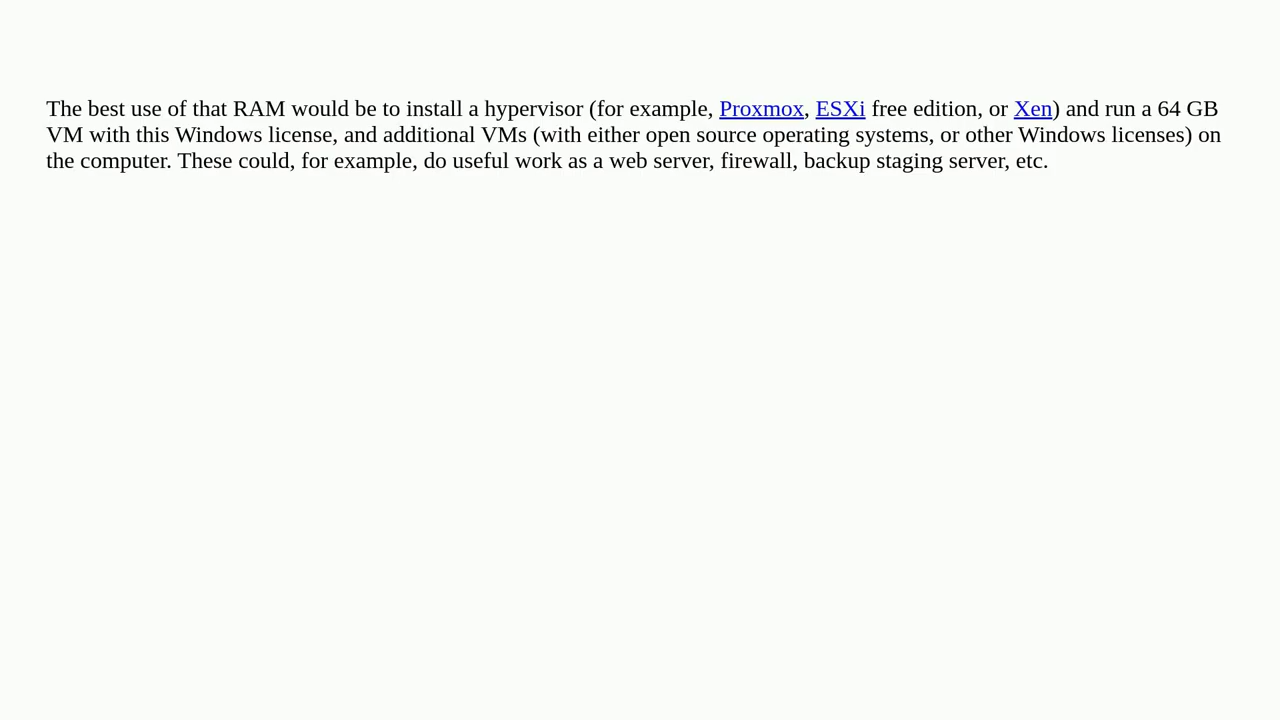 The best use of that RAM would be to install a hypervisor (for example, Proxmox, ESXi free edition, or Xen) and run a 64 GB
VM with this Windows license, and additional VMs (with either open source operating systems, or other Windows licenses) on
the computer. These could, for example, do useful work as a web server, firewall, backup staging server, etc.